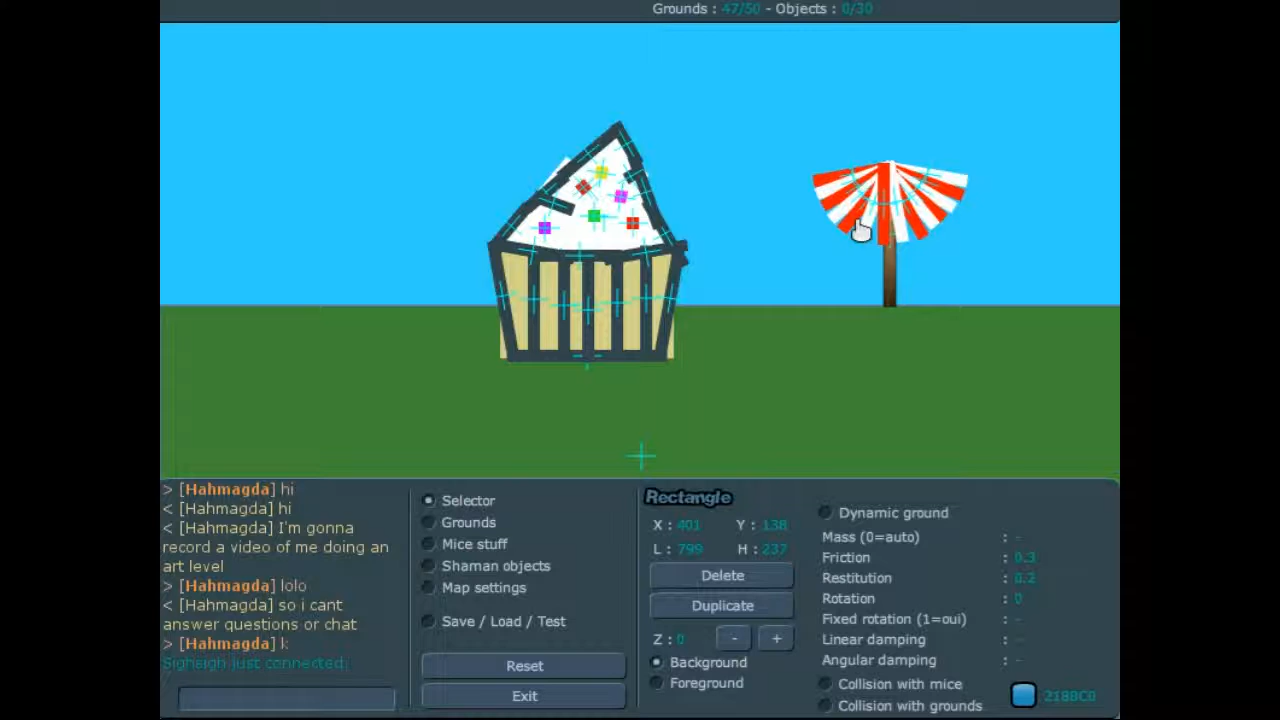 Grounds : 47/50 - Objects : 0/30
> [Hahmagda] hi
< [Hahmagda] hi
< [Hahmagda] I'm gonna
record a video of me doing an
art level
> [Hahmagda] lolo
< [Hahmagda] so i cant
answer questions or chat
> [Hahmagda] k
Sighsigh just connected.
Selector
Grounds
Mice stuff
Shaman objects
Map settings
Save / Load / Test
Reset
Exit
Rectangle
X : 401 Y : 138
L : 799 H : 237
Delete
Duplicate
Z : 0 - +
Background
Foreground
Dynamic ground
Mass (0=auto) : -
Friction : 0.3
Restitution : 0.2
Rotation : 0
Fixed rotation (1=oui) : -
Linear damping : -
Angular damping : -
Collision with mice
Collision with grounds